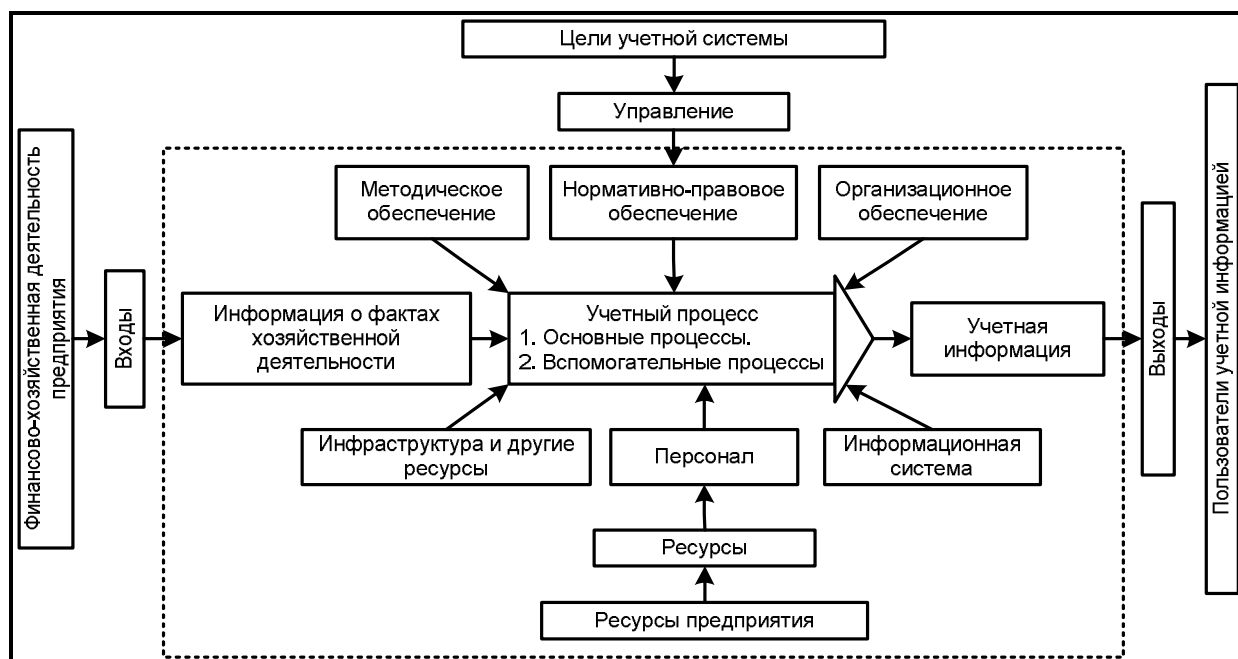 Цели учетной системы
Управление
Финансово-хозяйственная деятельность
предприятия
Входы
Методическое
обеспечение
Нормативно-правовое
обеспечение
Организационное
обеспечение
Информация о фактах
хозяйственной
деятельности
Учетный процесс
1. Основные процессы.
2. Вспомогательные процессы
Учетная
информация
Инфраструктура и другие
ресурсы
Персонал
Информационная
система
Ресурсы
Ресурсы предприятия
Выходы
Пользователи учетной информацией